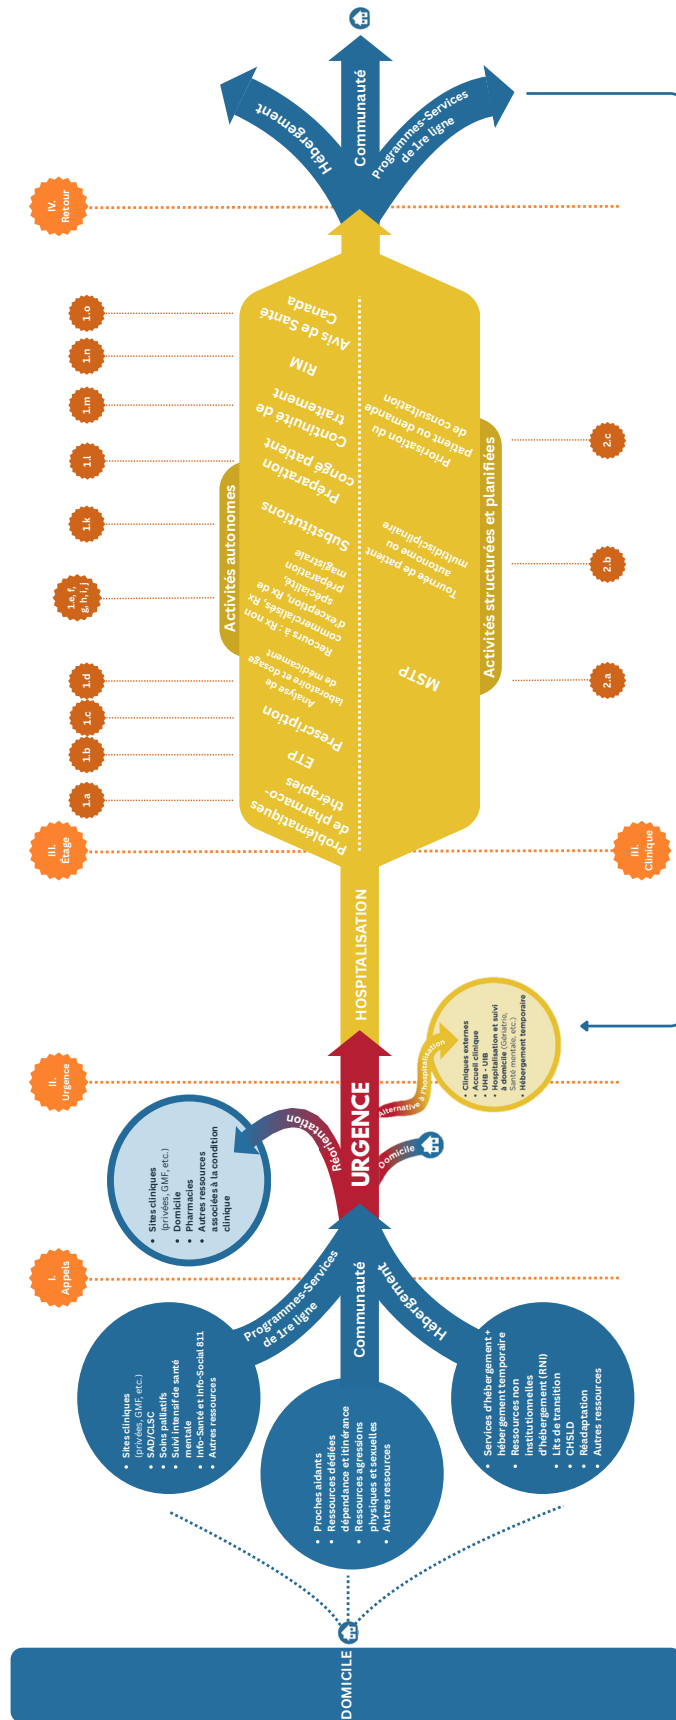 DOMICILE
• Sites cliniques
(privées, GMF, etc.)
• SAD/CLSC
• Soins palliatifs
• Suivi intensif de santé
mentale
• Info-Santé et Info-Social 811
• Autres ressources
• Proches aidants
• Ressources dédiées
dépendance et itinérance
• Ressources agressions
physiques et sexuelles
• Autres ressources
• Services d'hébergement +
hébergement temporaire
• Ressources non
institutionnelles
d'hébergement (RNI)
• Lits de transition
• CHSLD
• Réadaptation
• Autres ressources
I.
Appels
Programmes-Services
de 1re ligne
Communauté
Hébergement
• Sites cliniques
(privées, GMF, etc.)
• Domicile
• Pharmacies
• Autres ressources
associées à la condition
clinique
II.
Urgence
Réorientation
URGENCE
Domicile
Alternative à l'hospitalisation
• Cliniques externes
• Accueil clinique
• UHB - UIB
• Hospitalisation et suivi
à domicile (Gériatrie,
Santé mentale, etc.)
• Hébergement temporaire
HOSPITALISATION
III.
Étage
III.
Clinique
1.a
1.b
1.c
1.d
1.e, f,
g, h, i, j
1.k
1.l
1.m
1.n
1.o
Activités autonomes
Problématiques
de pharmaco-
thérapies
ETP
Prescription
Analyse de
laboratoire et dosage
de médicament
Recours à : Rx non
commercialisés, Rx
d'exception, Rx de
spécialité,
préparation
magistrale
Substitutions
Préparation
congé patient
Continuité de
traitement
RIM
Avis de Santé
Canada
MSTP
Tournée de patient
autonome ou
multidisciplinaire
Priorisation du
patient ou demande
de consultation
Activités structurées et planifiées
2.a
2.b
2.c
IV.
Retour
Hébergement
Communauté
Programmes-Services
de 1re ligne